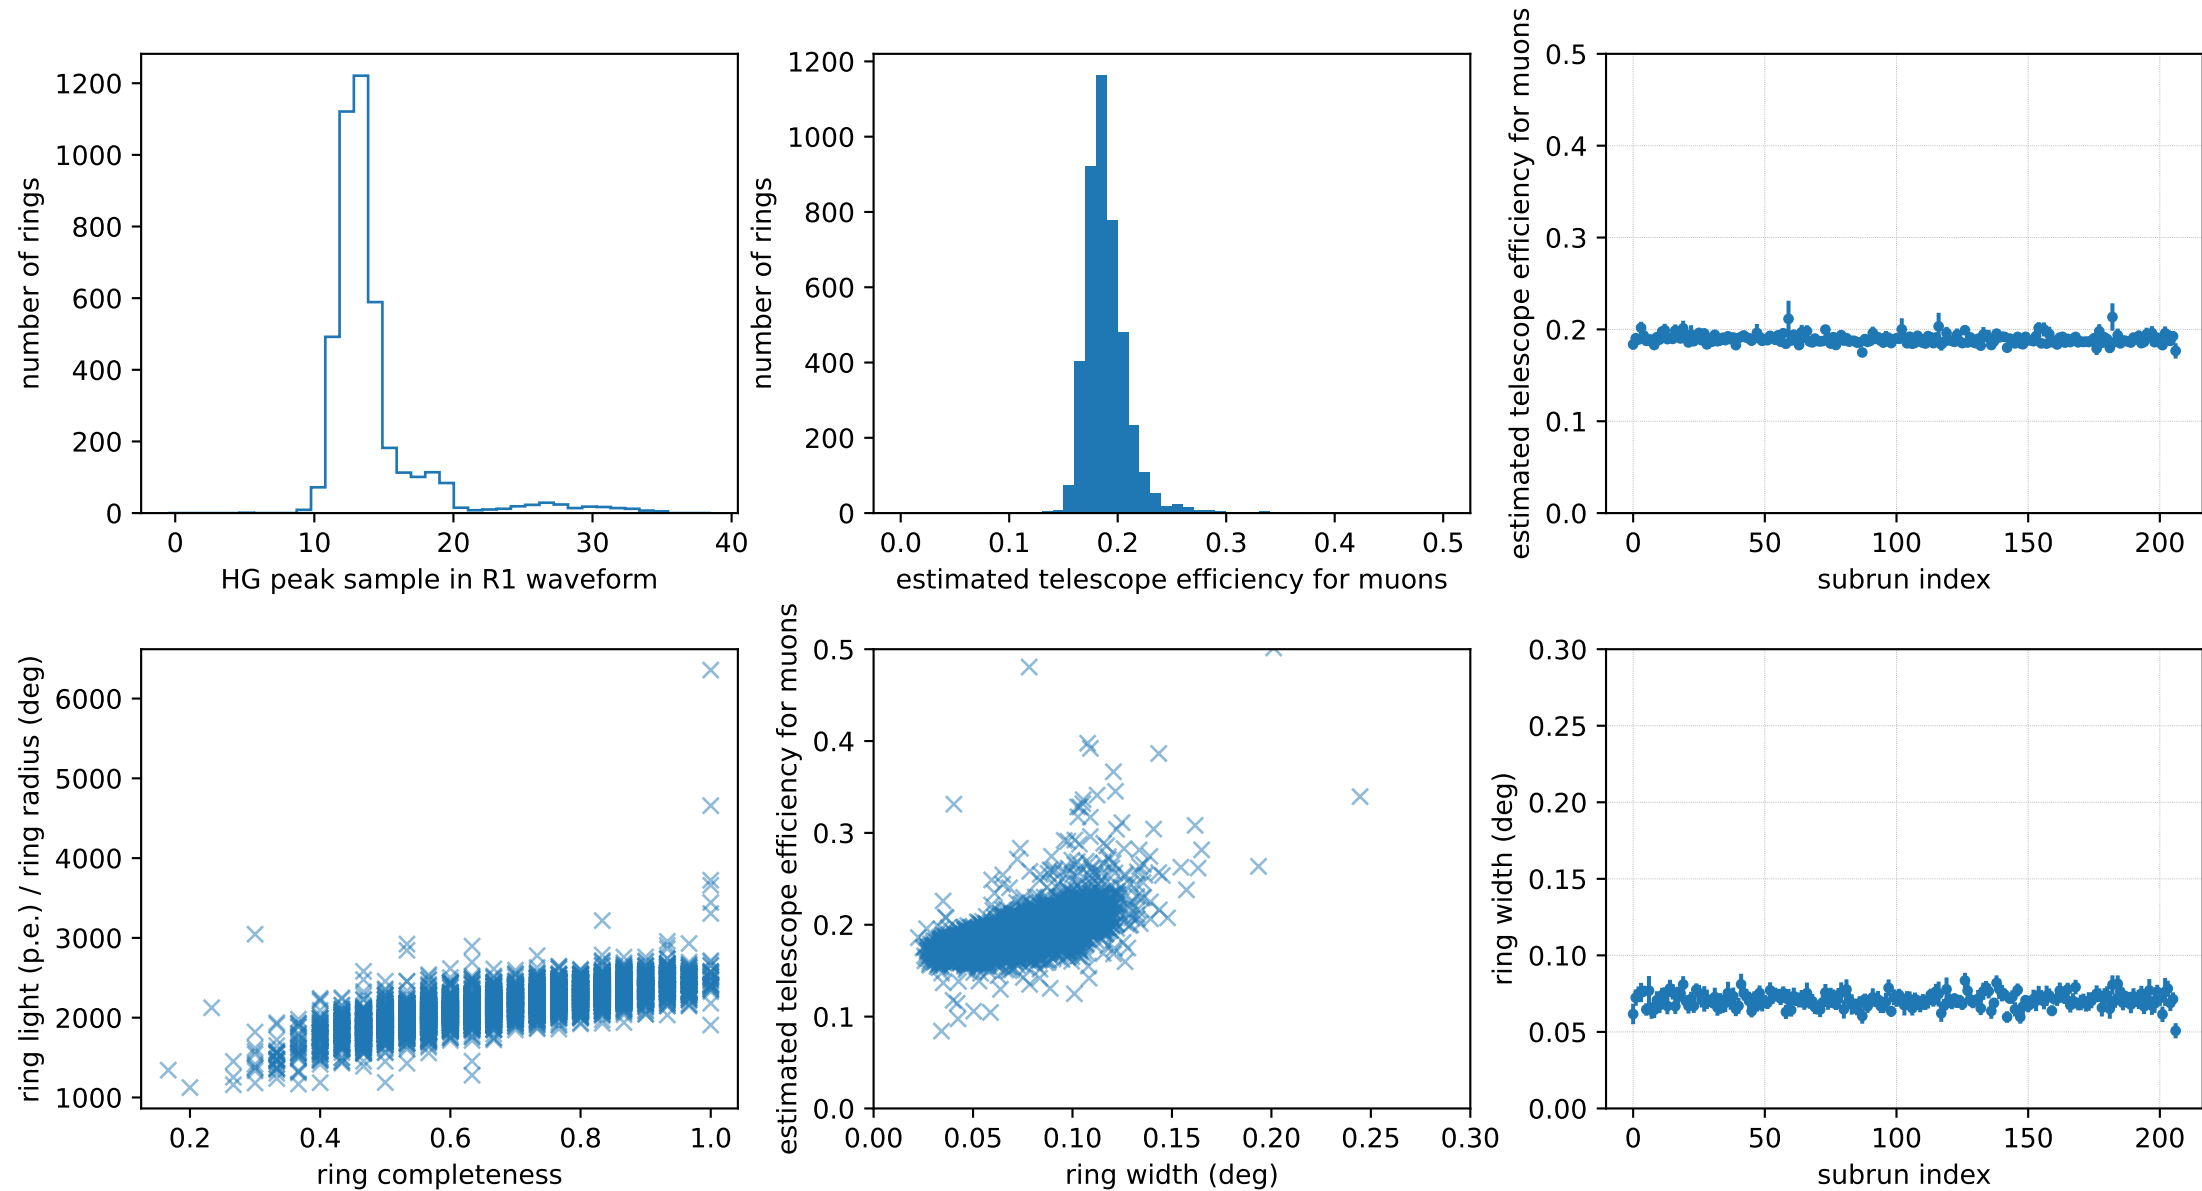 number of rings
1200
1000
800
600
400
200
0
0 10 20 30 40
HG peak sample in R1 waveform
number of rings
1200
1000
800
600
400
200
0
0.0 0.1 0.2 0.3 0.4 0.5
estimated telescope efficiency for muons
estimated telescope efficiency for muons
0.5
0.4
0.3
0.2
0.1
0.0
0 50 100 150 200
subrun index
ring light (p.e.) / ring radius (deg)
6000
5000
4000
3000
2000
1000
0.2 0.4 0.6 0.8 1.0
ring completeness
estimated telescope efficiency for muons
0.5
0.4
0.3
0.2
0.1
0.0
0.00 0.05 0.10 0.15 0.20 0.25 0.30
ring width (deg)
ring width (deg)
0.30
0.25
0.20
0.15
0.10
0.05
0.00
0 50 100 150 200
subrun index